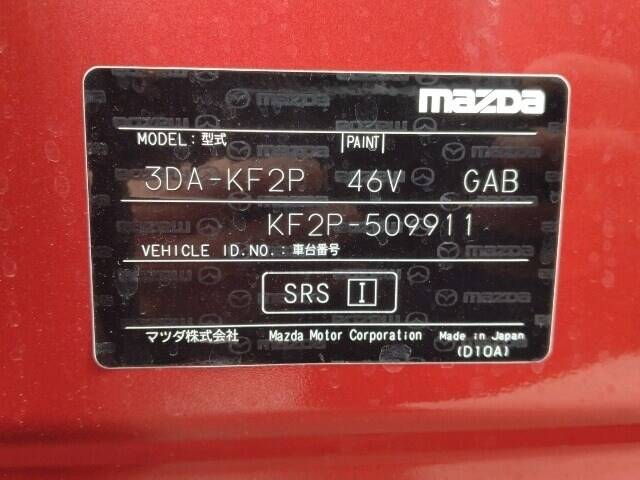 mazda
MODEL:型式 PAINT
3DA-KF2P 46V GAB
KF2P-509911
VEHICLE ID.NO.:車台番号
SRS I
マツダ株式会社 Mazda Motor Corporation Made in Japan
(D10A)